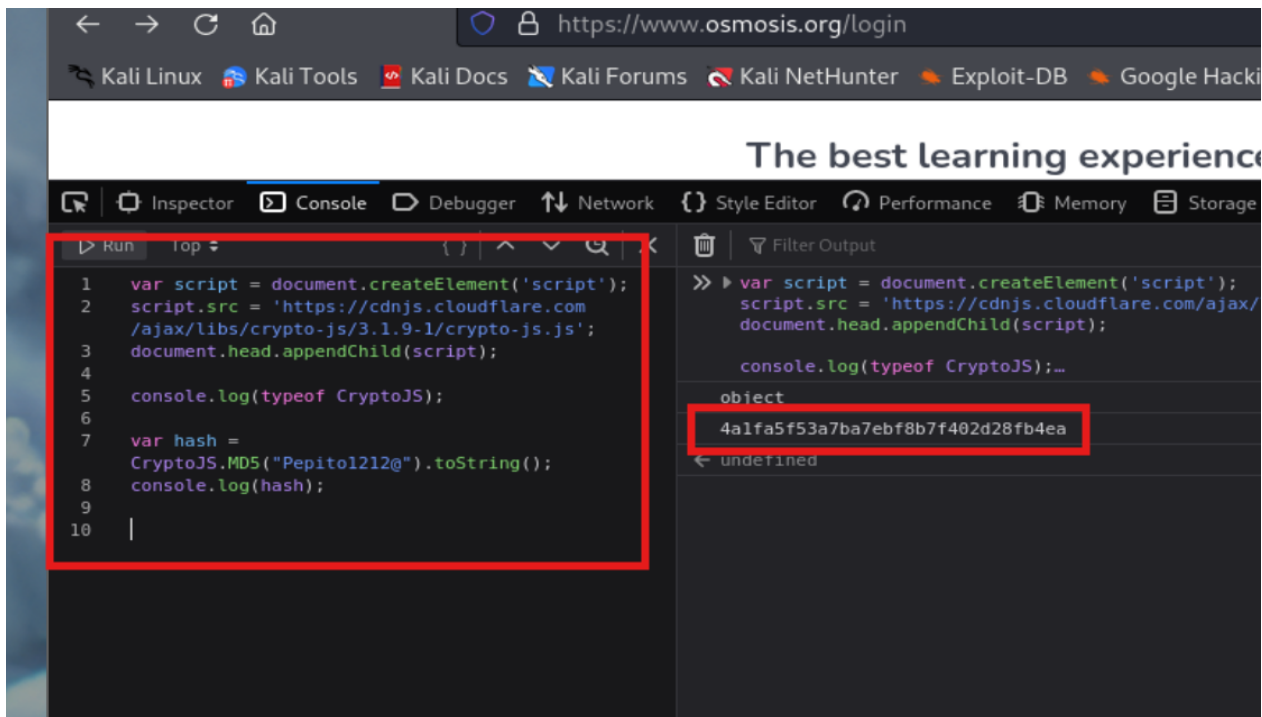 https://www.osmosis.org/login
Kali Linux Kali Tools Kali Docs Kali Forums Kali NetHunter Exploit-DB Google Hacki
The best learning experience
Inspector Console Debugger Network Style Editor Performance Memory Storage
Run Top
Filter Output
1 var script = document.createElement('script');
2 script.src = 'https://cdnjs.cloudflare.com
/ajax/libs/crypto-js/3.1.9-1/crypto-js.js';
3 document.head.appendChild(script);
4
5 console.log(typeof CryptoJS);
6
7 var hash =
CryptoJS.MD5("Pepito1212@").toString();
8 console.log(hash);
9
10
var script = document.createElement('script');
script.src = 'https://cdnjs.cloudflare.com/ajax/
document.head.appendChild(script);
console.log(typeof CryptoJS);…
object
4a1fa5f53a7ba7ebf8b7f402d28fb4ea
undefined